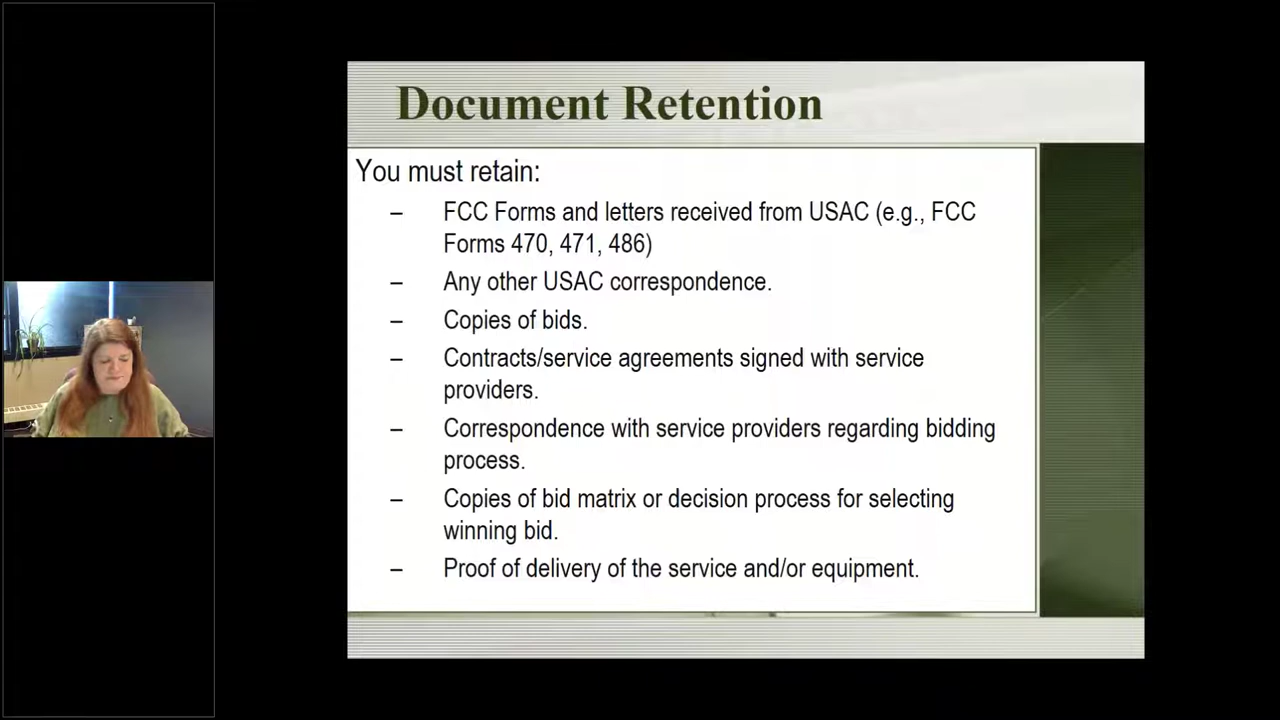 Document Retention
You must retain:
– FCC Forms and letters received from USAC (e.g., FCC
Forms 470, 471, 486)
– Any other USAC correspondence.
– Copies of bids.
– Contracts/service agreements signed with service
providers.
– Correspondence with service providers regarding bidding
process.
– Copies of bid matrix or decision process for selecting
winning bid.
– Proof of delivery of the service and/or equipment.